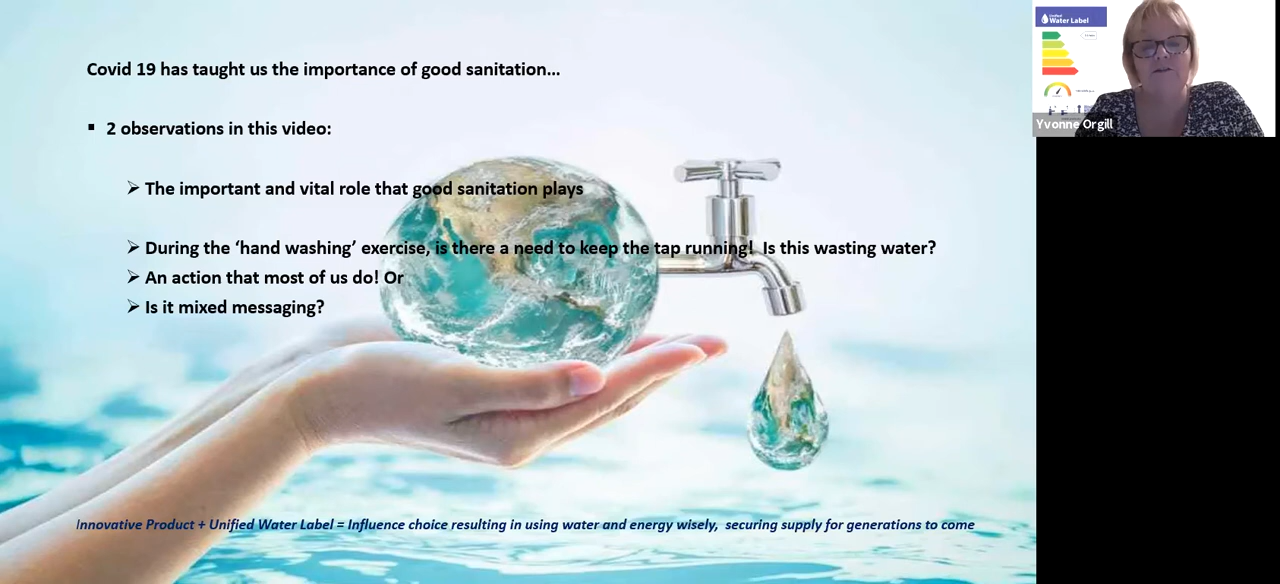 Covid 19 has taught us the importance of good sanitation...
▪ 2 observations in this video:
➢ The important and vital role that good sanitation plays
➢ During the ‘hand washing’ exercise, is there a need to keep the tap running!  Is this wasting water?
➢ An action that most of us do! Or
➢ Is it mixed messaging?
Innovative Product + Unified Water Label = Influence choice resulting in using water and energy wisely,  securing supply for generations to come
Unified
Water Label
Yvonne Orgill